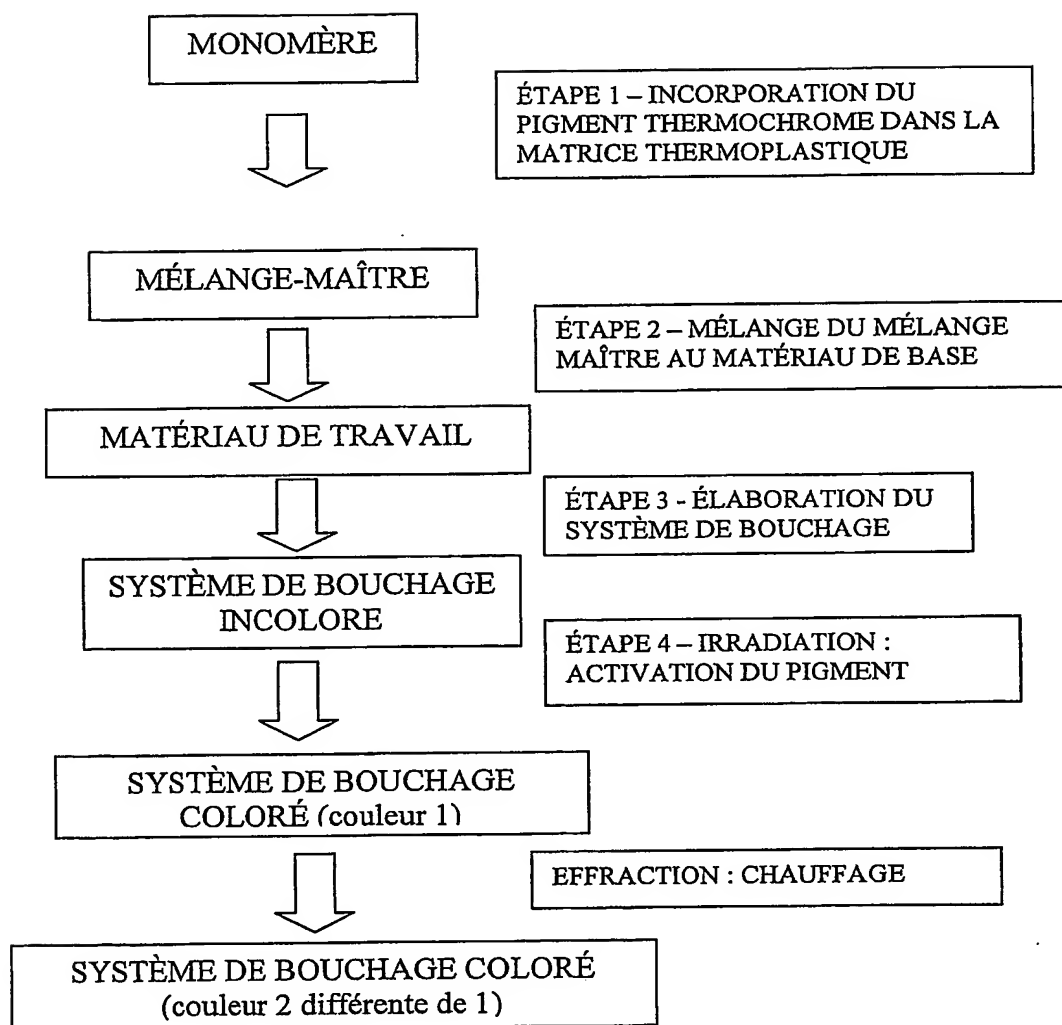 MONOMÈRE
ÉTAPE 1 – INCORPORATION DU
PIGMENT THERMOCHROME DANS LA
MATRICE THERMOPLASTIQUE
MÉLANGE-MAÎTRE
ÉTAPE 2 – MÉLANGE DU MÉLANGE
MAÎTRE AU MATÉRIAU DE BASE
MATÉRIAU DE TRAVAIL
ÉTAPE 3 - ÉLABORATION DU
SYSTÈME DE BOUCHAGE
SYSTÈME DE BOUCHAGE
INCOLORE
ÉTAPE 4 – IRRADIATION :
ACTIVATION DU PIGMENT
SYSTÈME DE BOUCHAGE
COLORÉ (couleur 1)
EFFRACTION : CHAUFFAGE
SYSTÈME DE BOUCHAGE COLORÉ
(couleur 2 différente de 1)